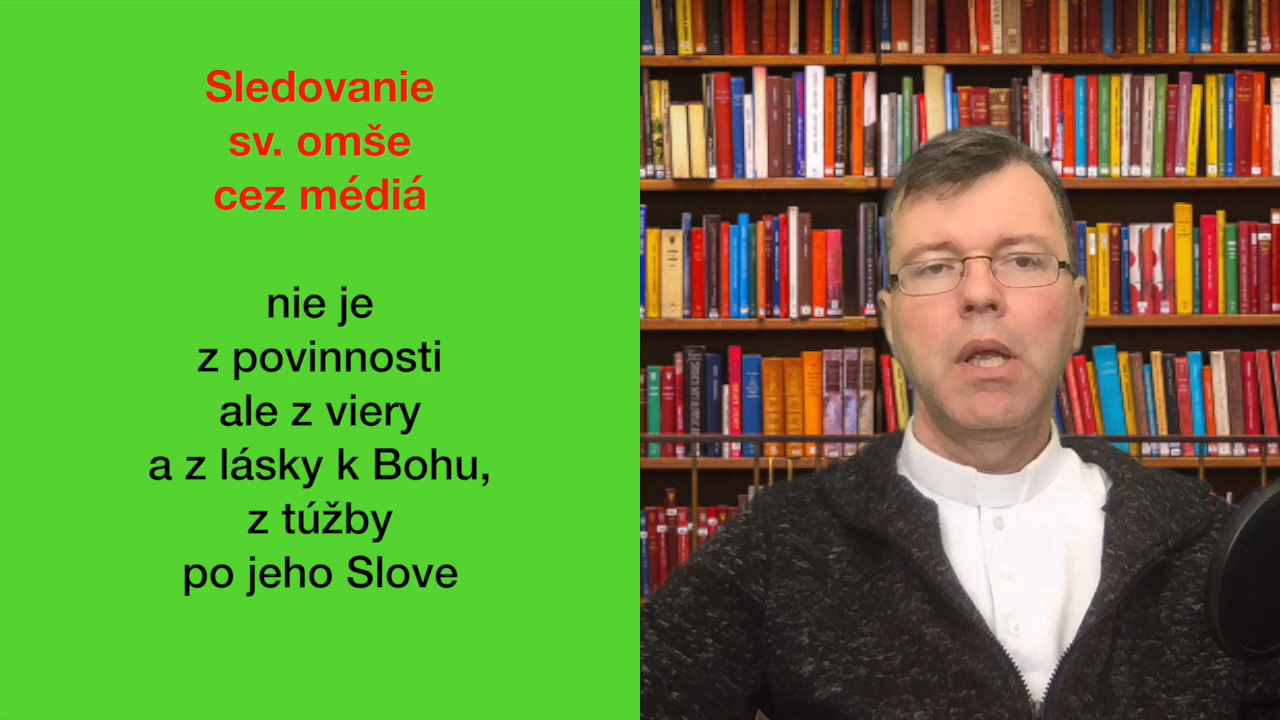 Sledovanie
sv. omše
cez médiá
nie je
z povinnosti
ale z viery
a z lásky k Bohu,
z túžby
po jeho Slove